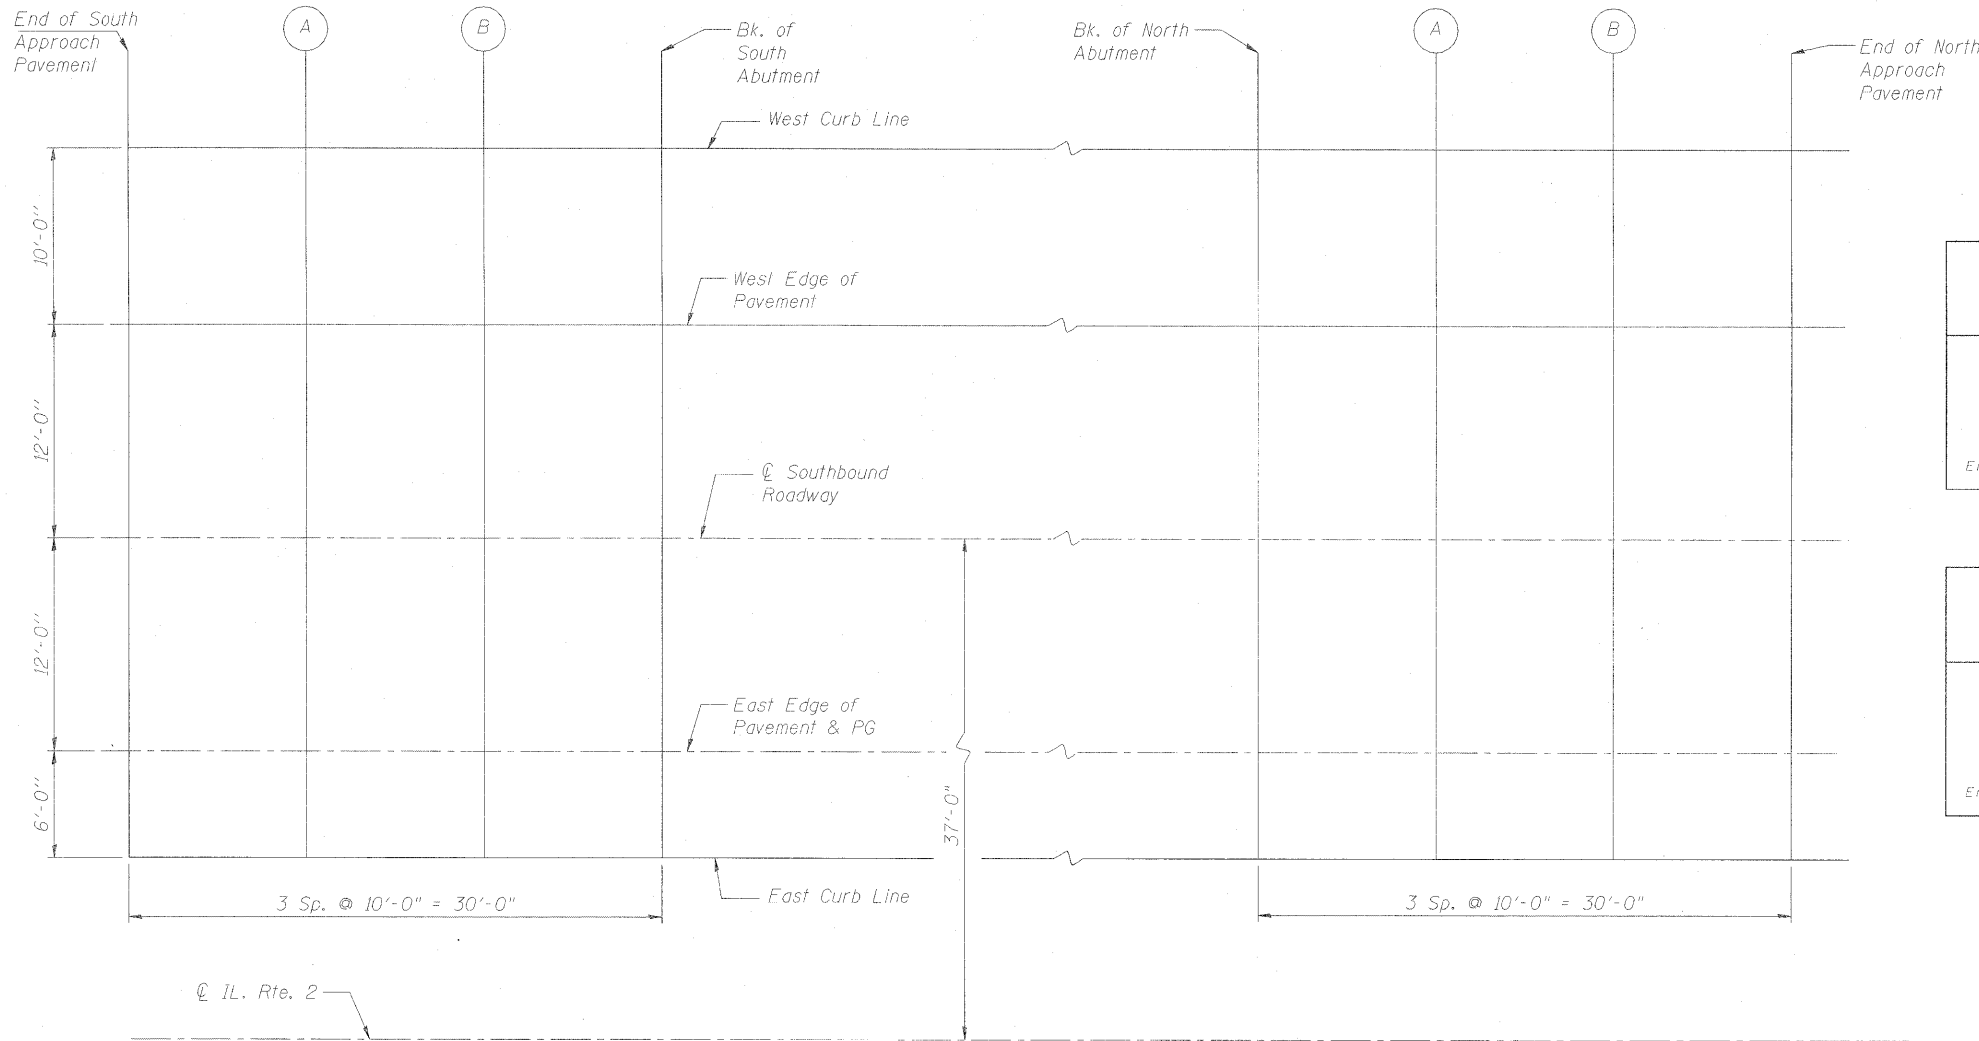 End of South
Approach
Pavement
A
B
Bk. of
South
Abutment
Bk. of North
Abutment
A
B
End of North
Approach
Pavement
West Curb Line
10'-0"
West Edge of
Pavement
12'-0"
℄ Southbound
Roadway
12'-0"
East Edge of
Pavement & PG
6'-0"
37'-0"
East Curb Line
3 Sp. @ 10'-0" = 30'-0"
3 Sp. @ 10'-0" = 30'-0"
℄ IL. Rte. 2